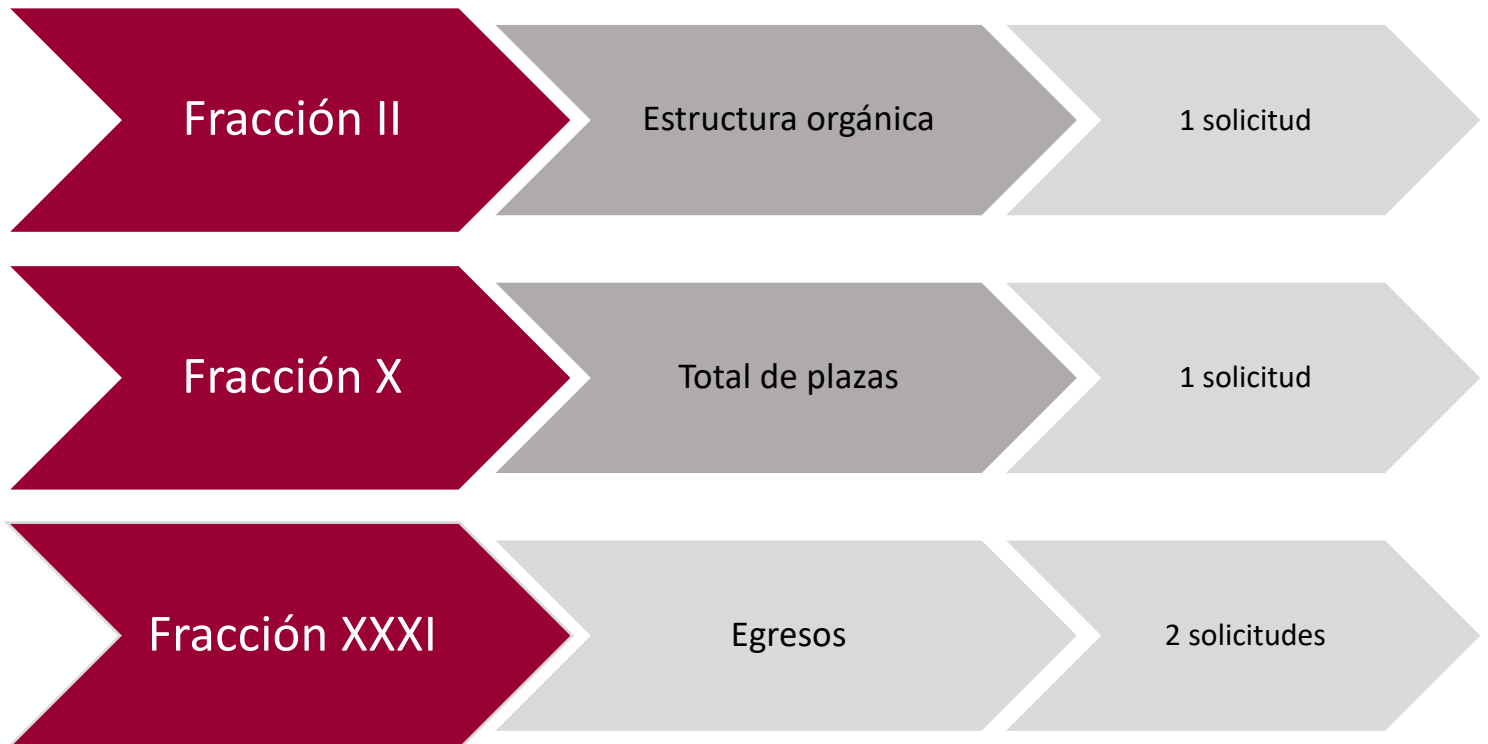 Fracción II
Estructura orgánica
1 solicitud
Fracción X
Total de plazas
1 solicitud
Fracción XXXI
Egresos
2 solicitudes